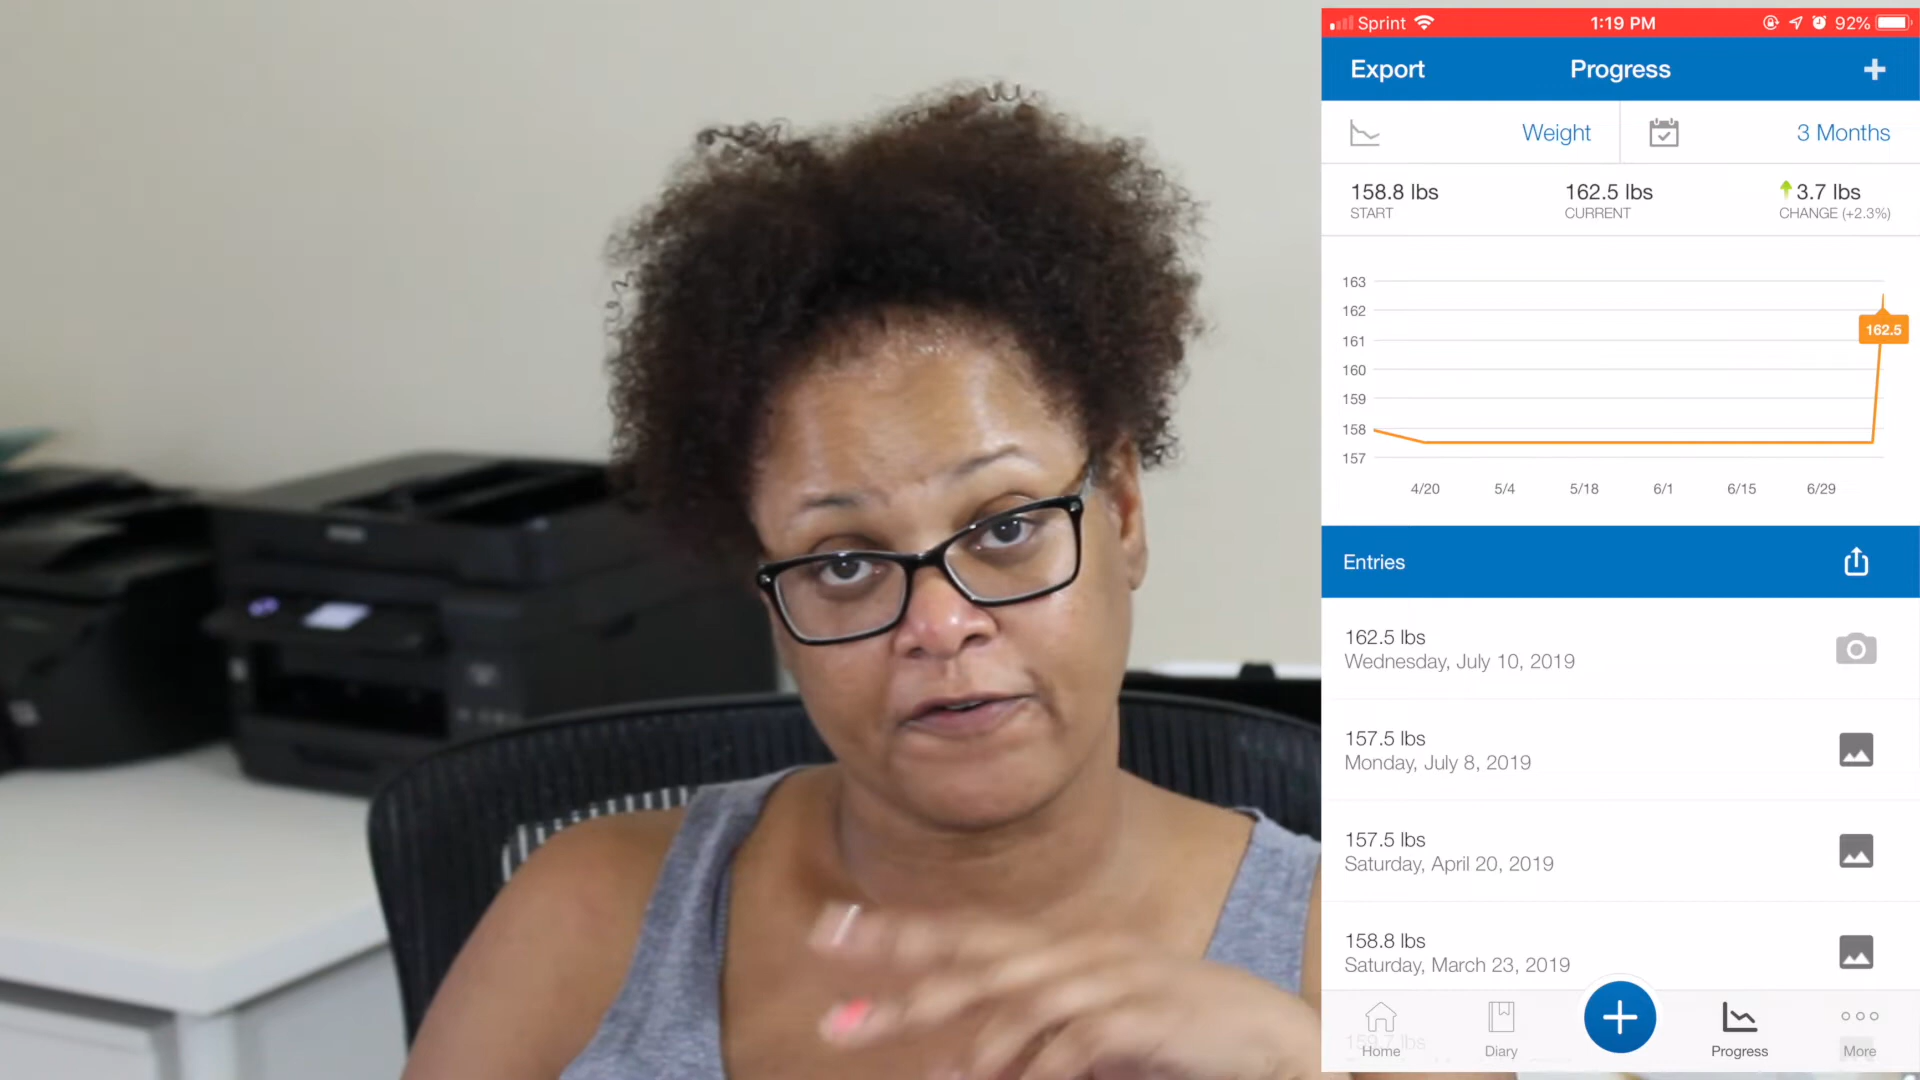 Sprint 1:19 PM 92%
Export Progress +
Weight 3 Months
158.8 lbs 162.5 lbs 3.7 lbs
START CURRENT CHANGE (+2.3%)
163
162
162.5
161
160
159
158
157
4/20 5/4 5/18 6/1 6/15 6/29
Entries
162.5 lbs
Wednesday, July 10, 2019
157.5 lbs
Monday, July 8, 2019
157.5 lbs
Saturday, April 20, 2019
158.8 lbs
Saturday, March 23, 2019
159.7 lbs
Home Diary + Progress More